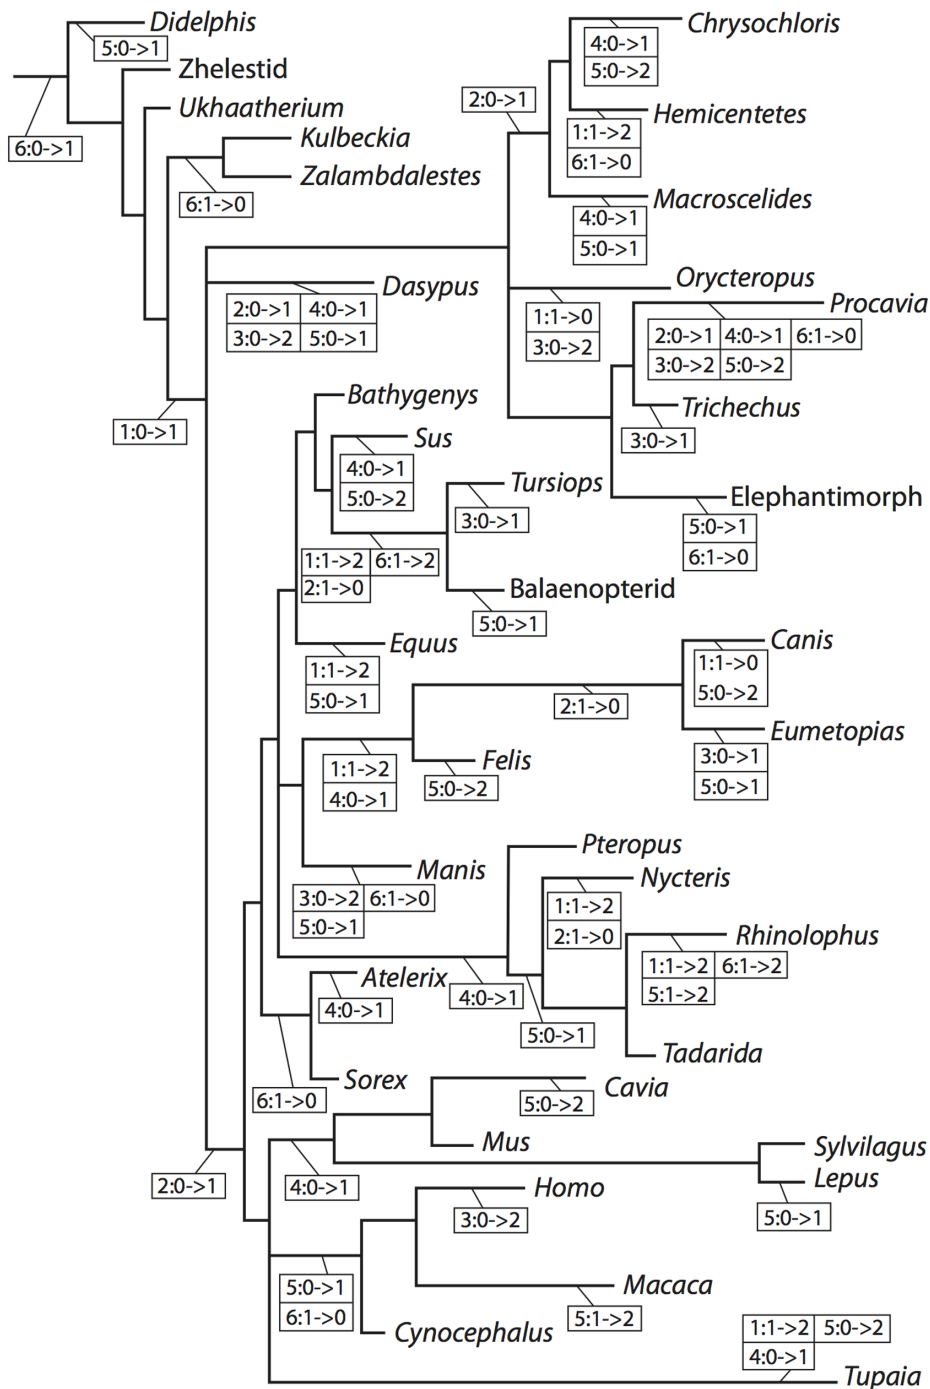 Didelphis
5:0->1
Zhelestid
Ukhaatherium
6:0->1
Kulbeckia
Zalambdalestes
6:1->0
Chrysochloris
4:0->1
5:0->2
2:0->1
Hemicentetes
1:1->2
6:1->0
Macroscelides
4:0->1
5:0->1
Dasypus
2:0->1 4:0->1
3:0->2 5:0->1
Orycteropus
1:1->0
3:0->2
Procavia
2:0->1 4:0->1 6:1->0
3:0->2 5:0->2
Trichechus
3:0->1
Elephantimorph
5:0->1
6:1->0
1:0->1
Bathygenys
Sus
4:0->1
5:0->2
Tursiops
3:0->1
1:1->2 6:1->2
2:1->0
Balaenopterid
5:0->1
Equus
1:1->2
5:0->1
Canis
1:1->0
5:0->2
2:1->0
Eumetopias
3:0->1
5:0->1
Felis
5:0->2
1:1->2
4:0->1
Manis
3:0->2 6:1->0
5:0->1
Pteropus
Nycteris
1:1->2
2:1->0
Rhinolophus
1:1->2 6:1->2
5:1->2
4:0->1
5:0->1
Tadarida
Atelerix
4:0->1
Sorex
6:1->0
Cavia
5:0->2
Mus
Sylvilagus
Lepus
5:0->1
2:0->1
4:0->1
Homo
3:0->2
Macaca
5:1->2
5:0->1
6:1->0
Cynocephalus
1:1->2 5:0->2
4:0->1
Tupaia